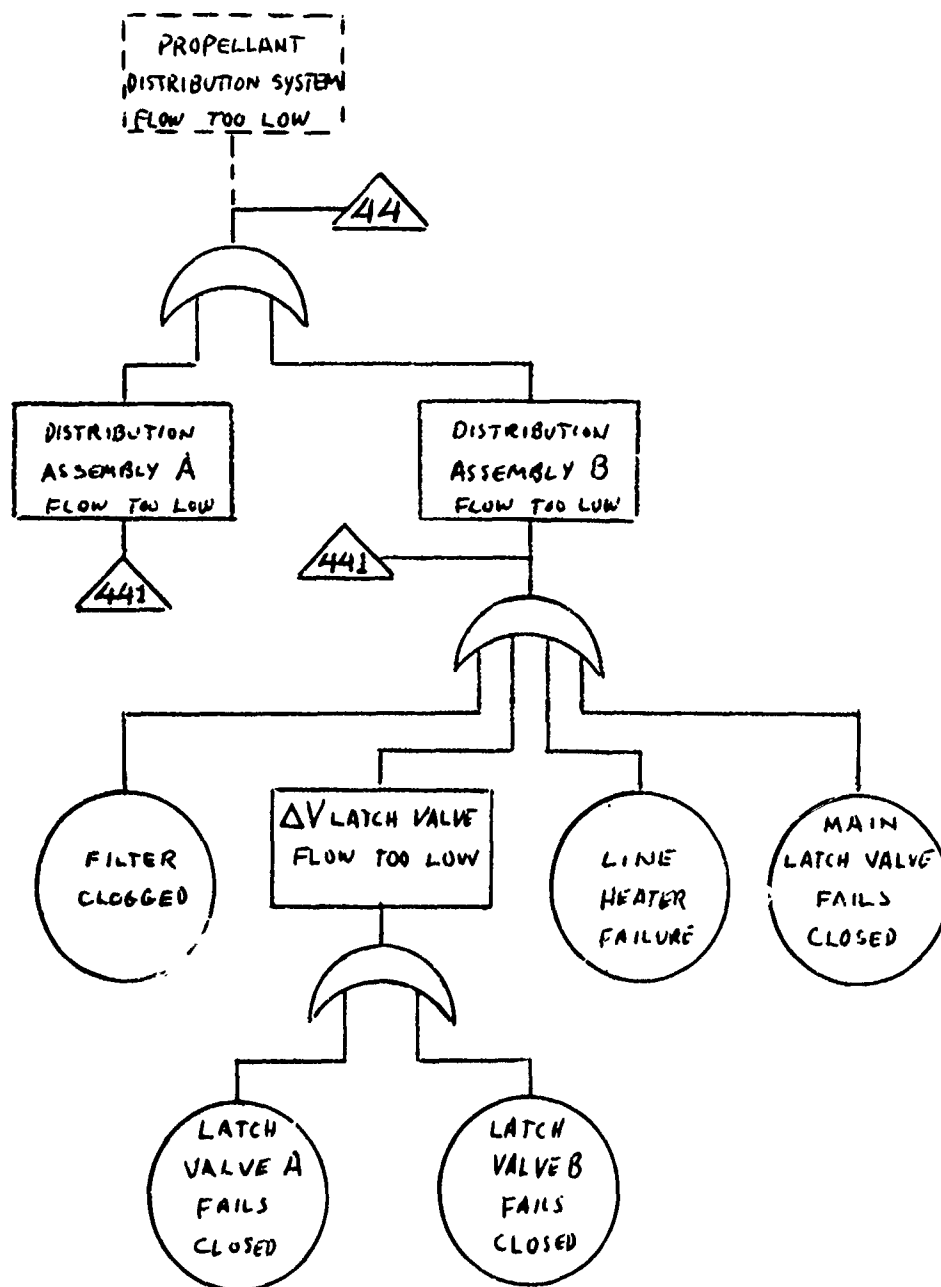 PROPELLANT
DISTRIBUTION SYSTEM
FLOW TOO LOW
44
DISTRIBUTION
ASSEMBLY A
FLOW TOO LOW
DISTRIBUTION
ASSEMBLY B
FLOW TOO LOW
441
441
FILTER
CLOGGED
ΔV LATCH VALVE
FLOW TOO LOW
LINE
HEATER
FAILURE
MAIN
LATCH VALVE
FAILS
CLOSED
LATCH
VALVE A
FAILS
CLOSED
LATCH
VALVE B
FAILS
CLOSED